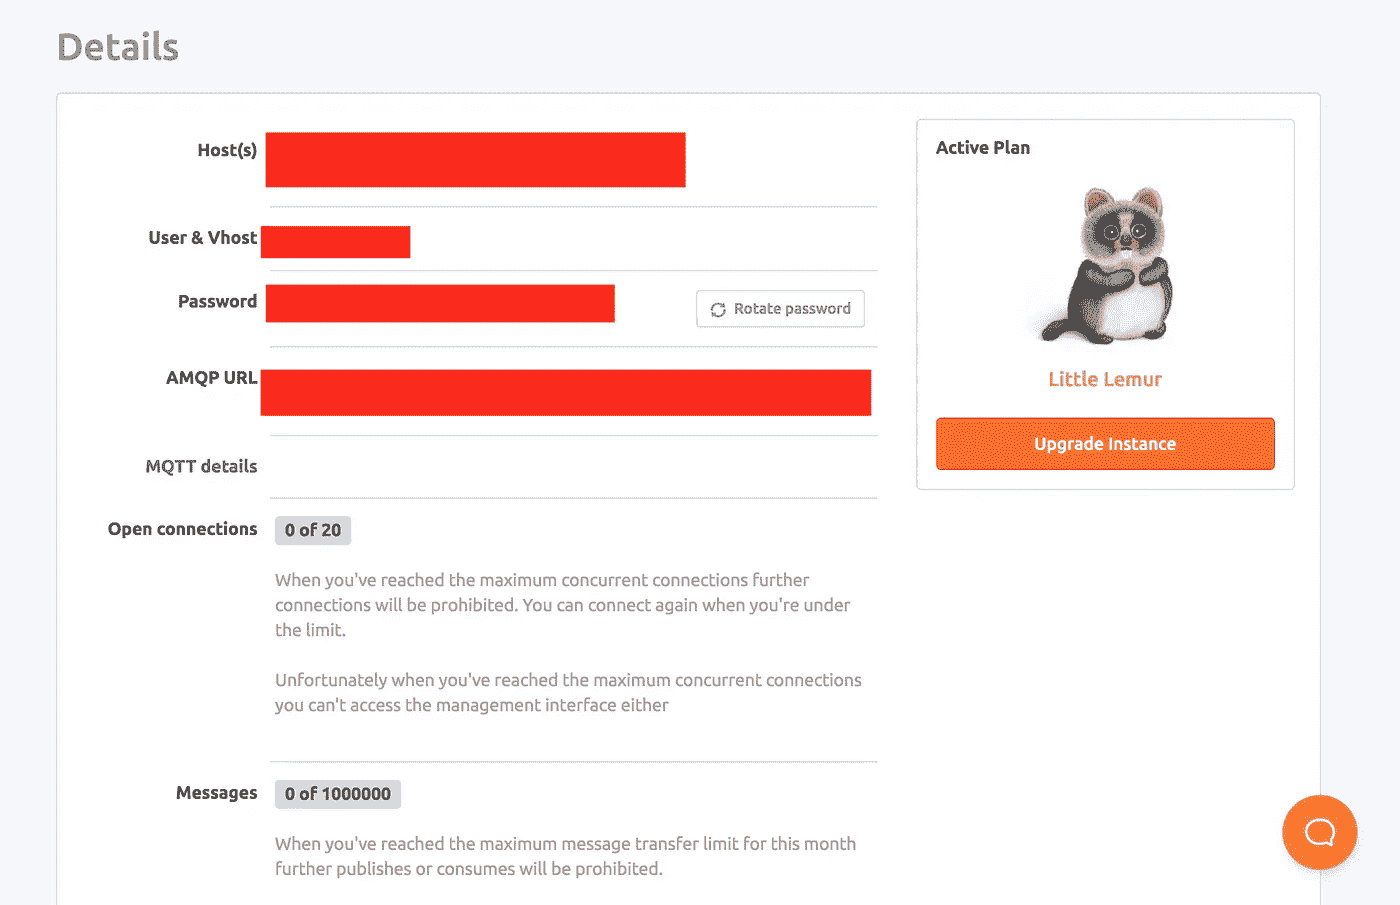 Details
Host(s)
User & Vhost
Password
Rotate password
AMQP URL
MQTT details
Open connections
0 of 20
When you've reached the maximum concurrent connections further
connections will be prohibited. You can connect again when you're under
the limit.
Unfortunately when you've reached the maximum concurrent connections
you can't access the management interface either
Messages
0 of 1000000
When you've reached the maximum message transfer limit for this month
further publishes or consumes will be prohibited.
Active Plan
Little Lemur
Upgrade Instance